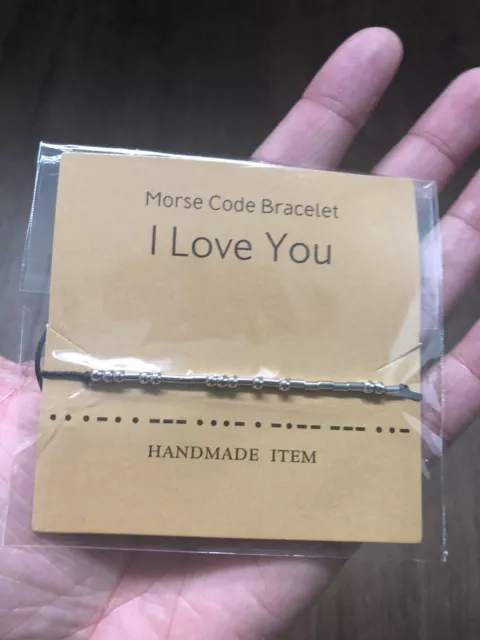 Morse Code Bracelet
I Love You
••—•• — — — •••— • —•—— — — — ••—
HANDMADE ITEM